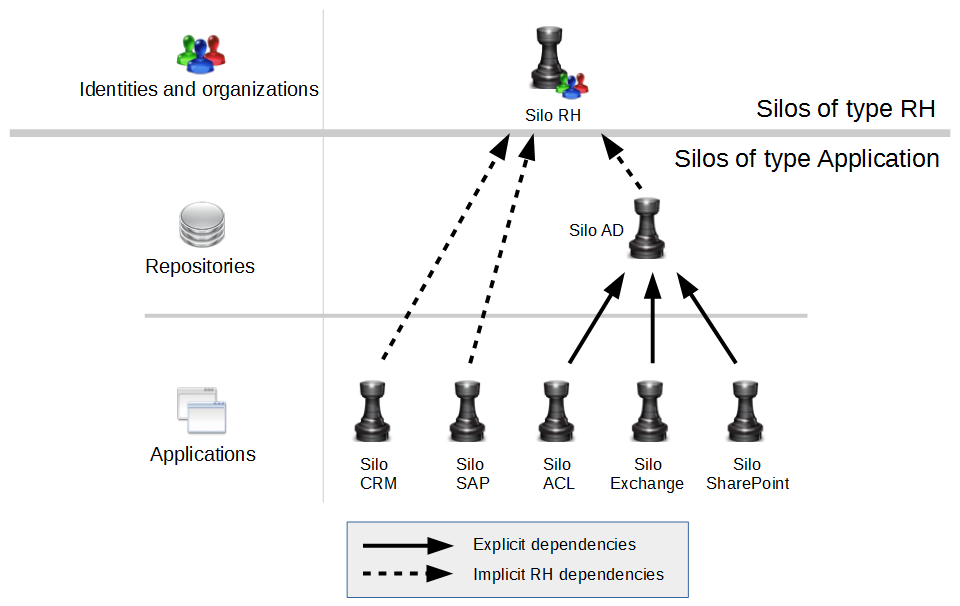 Identities and organizations
Silo RH
Silos of type RH
Silos of type Application
Silo AD
Repositories
Applications
Silo
CRM
Silo
SAP
Silo
ACL
Silo
Exchange
Silo
SharePoint
Explicit dependencies
Implicit RH dependencies